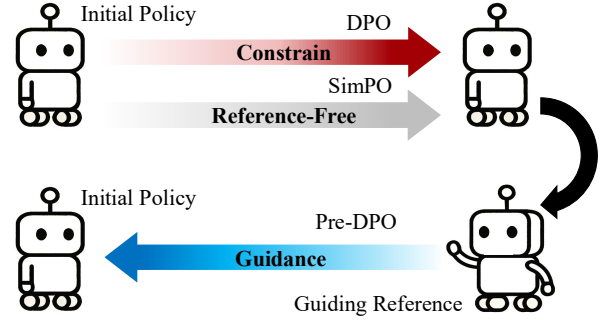 Initial Policy
DPO
Constrain
SimPO
Reference-Free
Initial Policy
Pre-DPO
Guidance
Guiding Reference